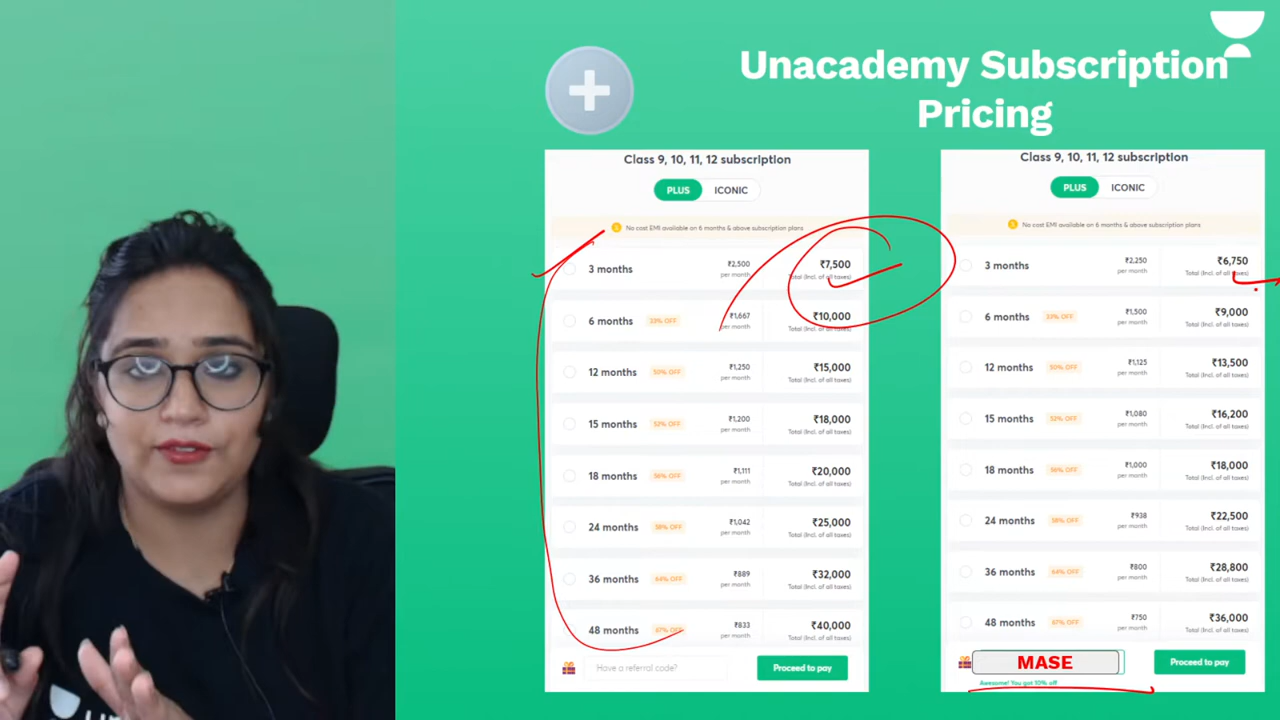 Unacademy Subscription
Pricing
Class 9, 10, 11, 12 subscription
PLUS ICONIC
No cost EMI available on 6 months & above subscription plans
3 months ₹2,500 per month ₹7,500 Total (Incl. of all taxes)
6 months 33% OFF ₹1,667 per month ₹10,000 Total (Incl. of all taxes)
12 months 50% OFF ₹1,250 per month ₹15,000 Total (Incl. of all taxes)
15 months 52% OFF ₹1,200 per month ₹18,000 Total (Incl. of all taxes)
18 months 56% OFF ₹1,111 per month ₹20,000 Total (Incl. of all taxes)
24 months 58% OFF ₹1,042 per month ₹25,000 Total (Incl. of all taxes)
36 months 64% OFF ₹889 per month ₹32,000 Total (Incl. of all taxes)
48 months 67% OFF ₹833 per month ₹40,000 Total (Incl. of all taxes)
Have a referral code? Proceed to pay
Class 9, 10, 11, 12 subscription
PLUS ICONIC
No cost EMI available on 6 months & above subscription plans
3 months ₹2,250 per month ₹6,750 Total (Incl. of all taxes)
6 months 33% OFF ₹1,500 per month ₹9,000 Total (Incl. of all taxes)
12 months 50% OFF ₹1,125 per month ₹13,500 Total (Incl. of all taxes)
15 months 52% OFF ₹1,080 per month ₹16,200 Total (Incl. of all taxes)
18 months 56% OFF ₹1,000 per month ₹18,000 Total (Incl. of all taxes)
24 months 58% OFF ₹938 per month ₹22,500 Total (Incl. of all taxes)
36 months 64% OFF ₹800 per month ₹28,800 Total (Incl. of all taxes)
48 months 67% OFF ₹750 per month ₹36,000 Total (Incl. of all taxes)
MASE Proceed to pay
Awesome! You got 10% off